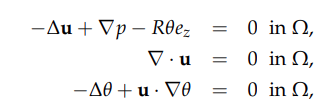 −Δ𝐮 + ∇p − Rθe_z = 0 in Ω,
∇ · 𝐮 = 0 in Ω,
−Δθ + 𝐮 · ∇θ = 0 in Ω,